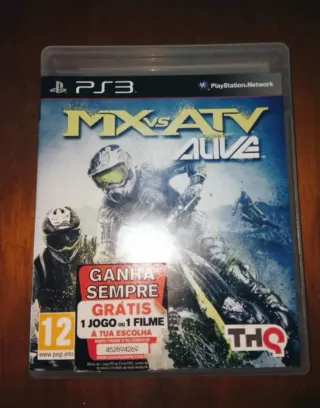 PS3
PlayStation Network
MX vs ATV
ALIVE
GANHA
SEMPRE
GRÁTIS
1 JOGO OU 1 FILME
À TUA ESCOLHA
452894269
12
www.pegi.info
THQ